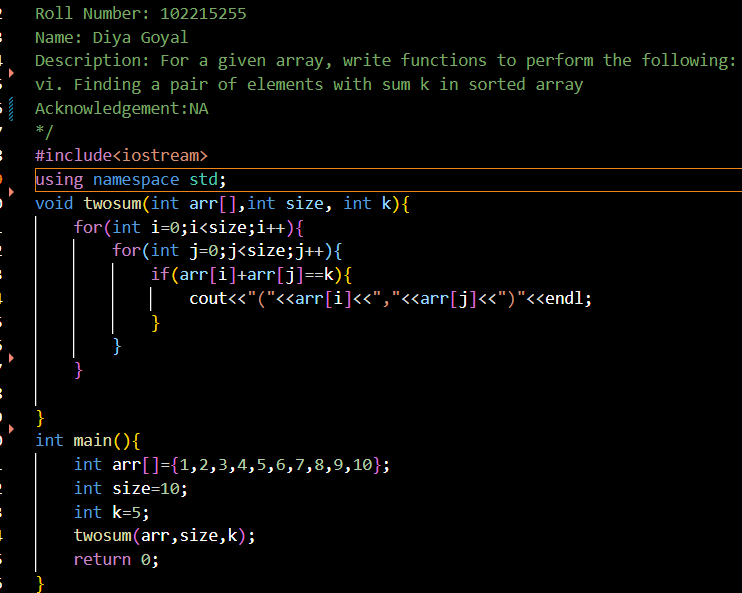 Roll Number: 102215255
Name: Diya Goyal
Description: For a given array, write functions to perform the following:
vi. Finding a pair of elements with sum k in sorted array
Acknowledgement:NA
*/
#include<iostream>
using namespace std;
void twosum(int arr[],int size, int k){
    for(int i=0;i<size;i++){
        for(int j=0;j<size;j++){
            if(arr[i]+arr[j]==k){
                cout<<"("<<arr[i]<<","<<arr[j]<<")"<<endl;
            }
        }
    }
}
int main(){
    int arr[]={1,2,3,4,5,6,7,8,9,10};
    int size=10;
    int k=5;
    twosum(arr,size,k);
    return 0;
}